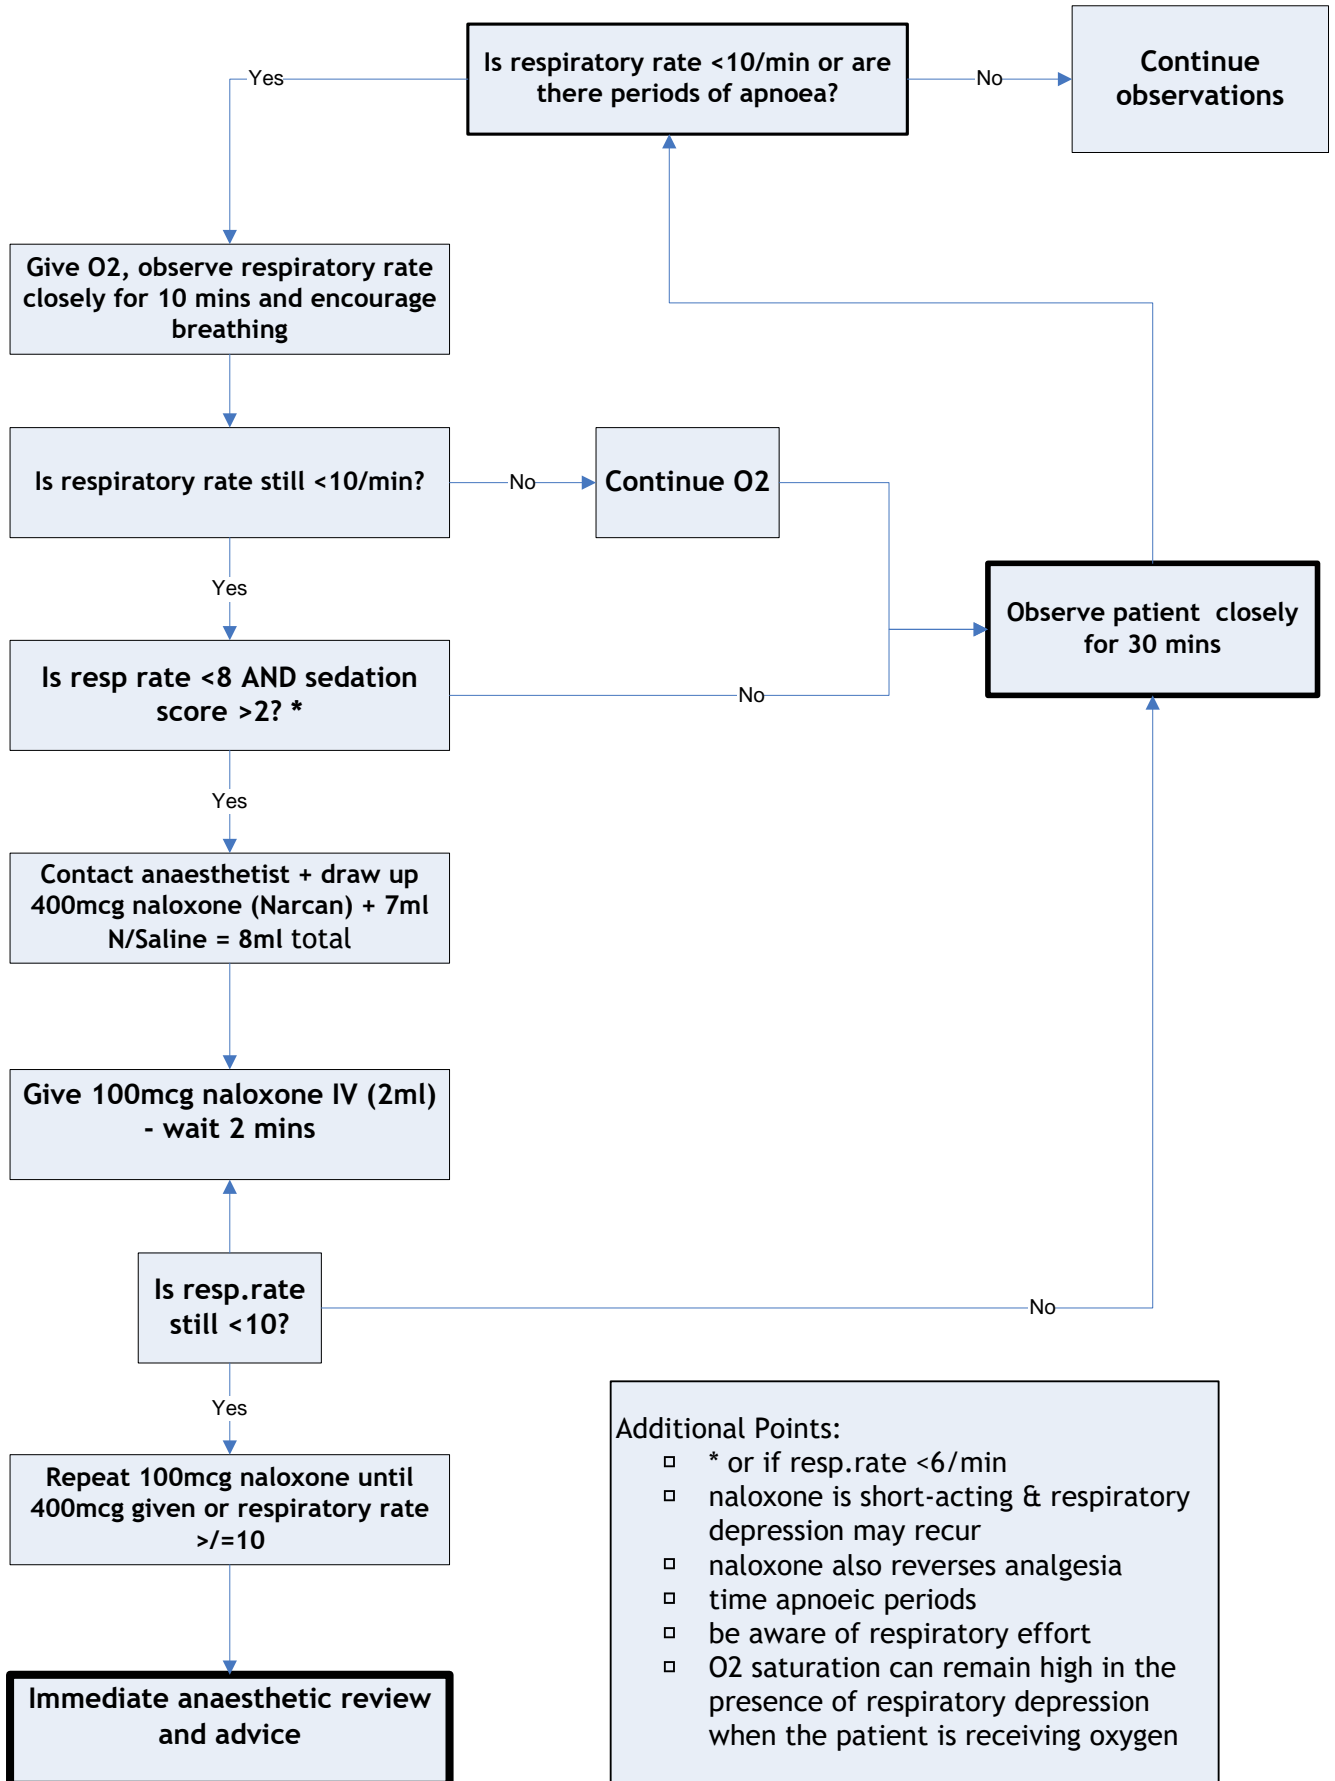 Is respiratory rate <10/min or are
there periods of apnoea?
Yes
No
Continue
observations
Give O2, observe respiratory rate
closely for 10 mins and encourage
breathing
Is respiratory rate still <10/min?
No
Continue O2
Yes
Observe patient closely
for 30 mins
Is resp rate <8 AND sedation
score >2? *
No
Yes
Contact anaesthetist + draw up
400mcg naloxone (Narcan) + 7ml
N/Saline = 8ml total
Give 100mcg naloxone IV (2ml)
- wait 2 mins
Is resp.rate
still <10?
No
Yes
Repeat 100mcg naloxone until
400mcg given or respiratory rate
>/=10
Immediate anaesthetic review
and advice
Additional Points:
▫ * or if resp.rate <6/min
▫ naloxone is short-acting & respiratory
depression may recur
▫ naloxone also reverses analgesia
▫ time apnoeic periods
▫ be aware of respiratory effort
▫ O2 saturation can remain high in the
presence of respiratory depression
when the patient is receiving oxygen